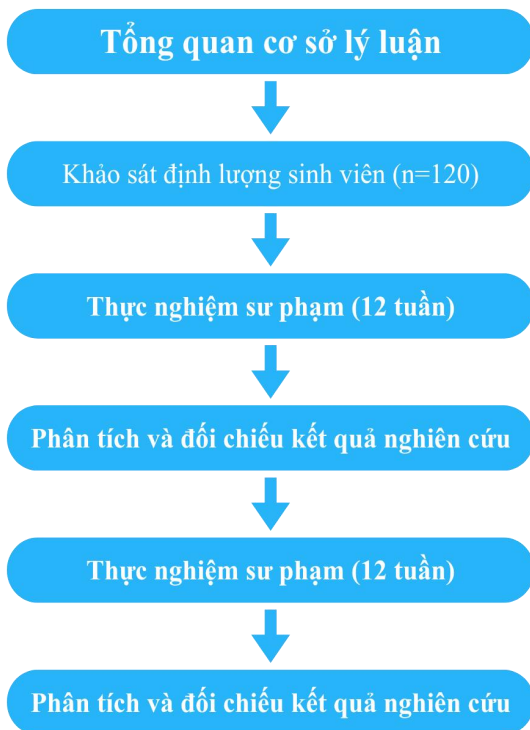 Tổng quan cơ sở lý luận
Khảo sát định lượng sinh viên (n=120)
Thực nghiệm sư phạm (12 tuần)
Phân tích và đối chiếu kết quả nghiên cứu
Thực nghiệm sư phạm (12 tuần)
Phân tích và đối chiếu kết quả nghiên cứu